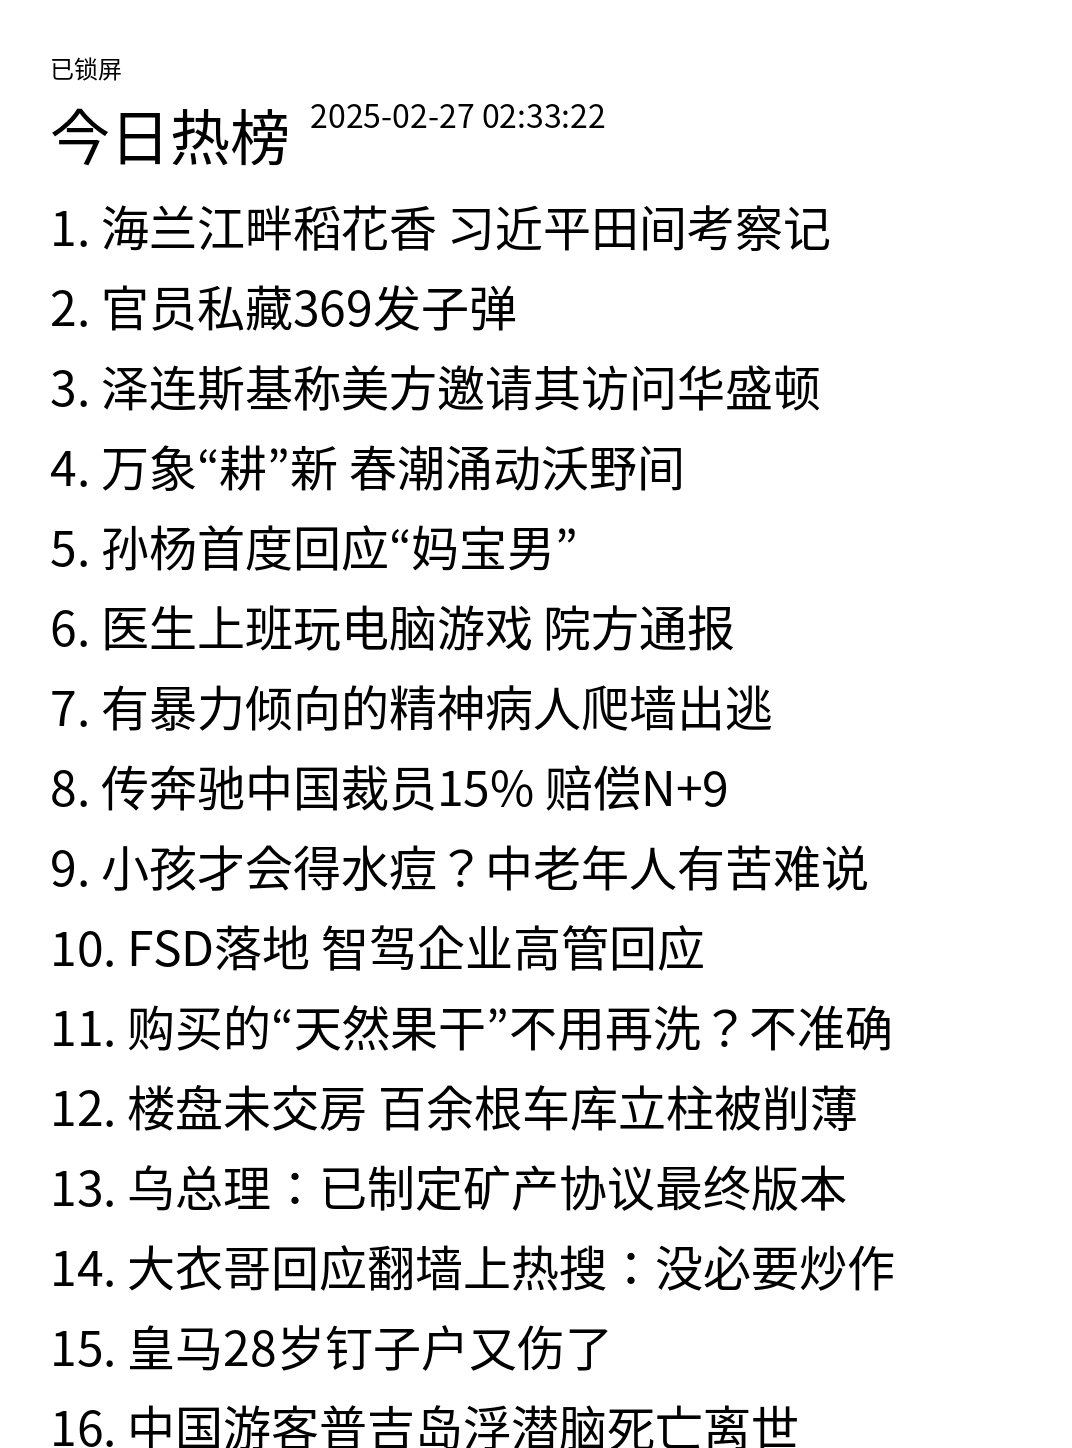 已锁屏
今日热榜 2025-02-27 02:33:22
1. 海兰江畔稻花香 习近平田间考察记
2. 官员私藏369发子弹
3. 泽连斯基称美方邀请其访问华盛顿
4. 万象“耕”新 春潮涌动沃野间
5. 孙杨首度回应“妈宝男”
6. 医生上班玩电脑游戏 院方通报
7. 有暴力倾向的精神病人爬墙出逃
8. 传奔驰中国裁员15% 赔偿N+9
9. 小孩才会得水痘？中老年人有苦难说
10. FSD落地 智驾企业高管回应
11. 购买的“天然果干”不用再洗？不准确
12. 楼盘未交房 百余根车库立柱被削薄
13. 乌总理：已制定矿产协议最终版本
14. 大衣哥回应翻墙上热搜：没必要炒作
15. 皇马28岁钉子户又伤了
16. 中国游客普吉岛浮潜脑死亡离世